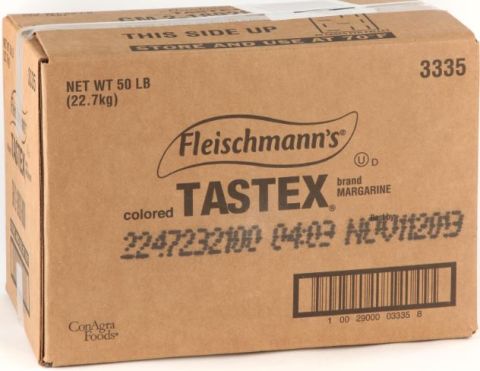 THIS SIDE UP
STORE AND USE AT 70°F
3335
3335
NET WT 50 LB
(22.7kg)
Fleischmann's®
U D
colored TASTEX® brand
MARGARINE
2247232100 04:03 NOV112013
1 00 29000 03335 8
ConAgra
Foods®